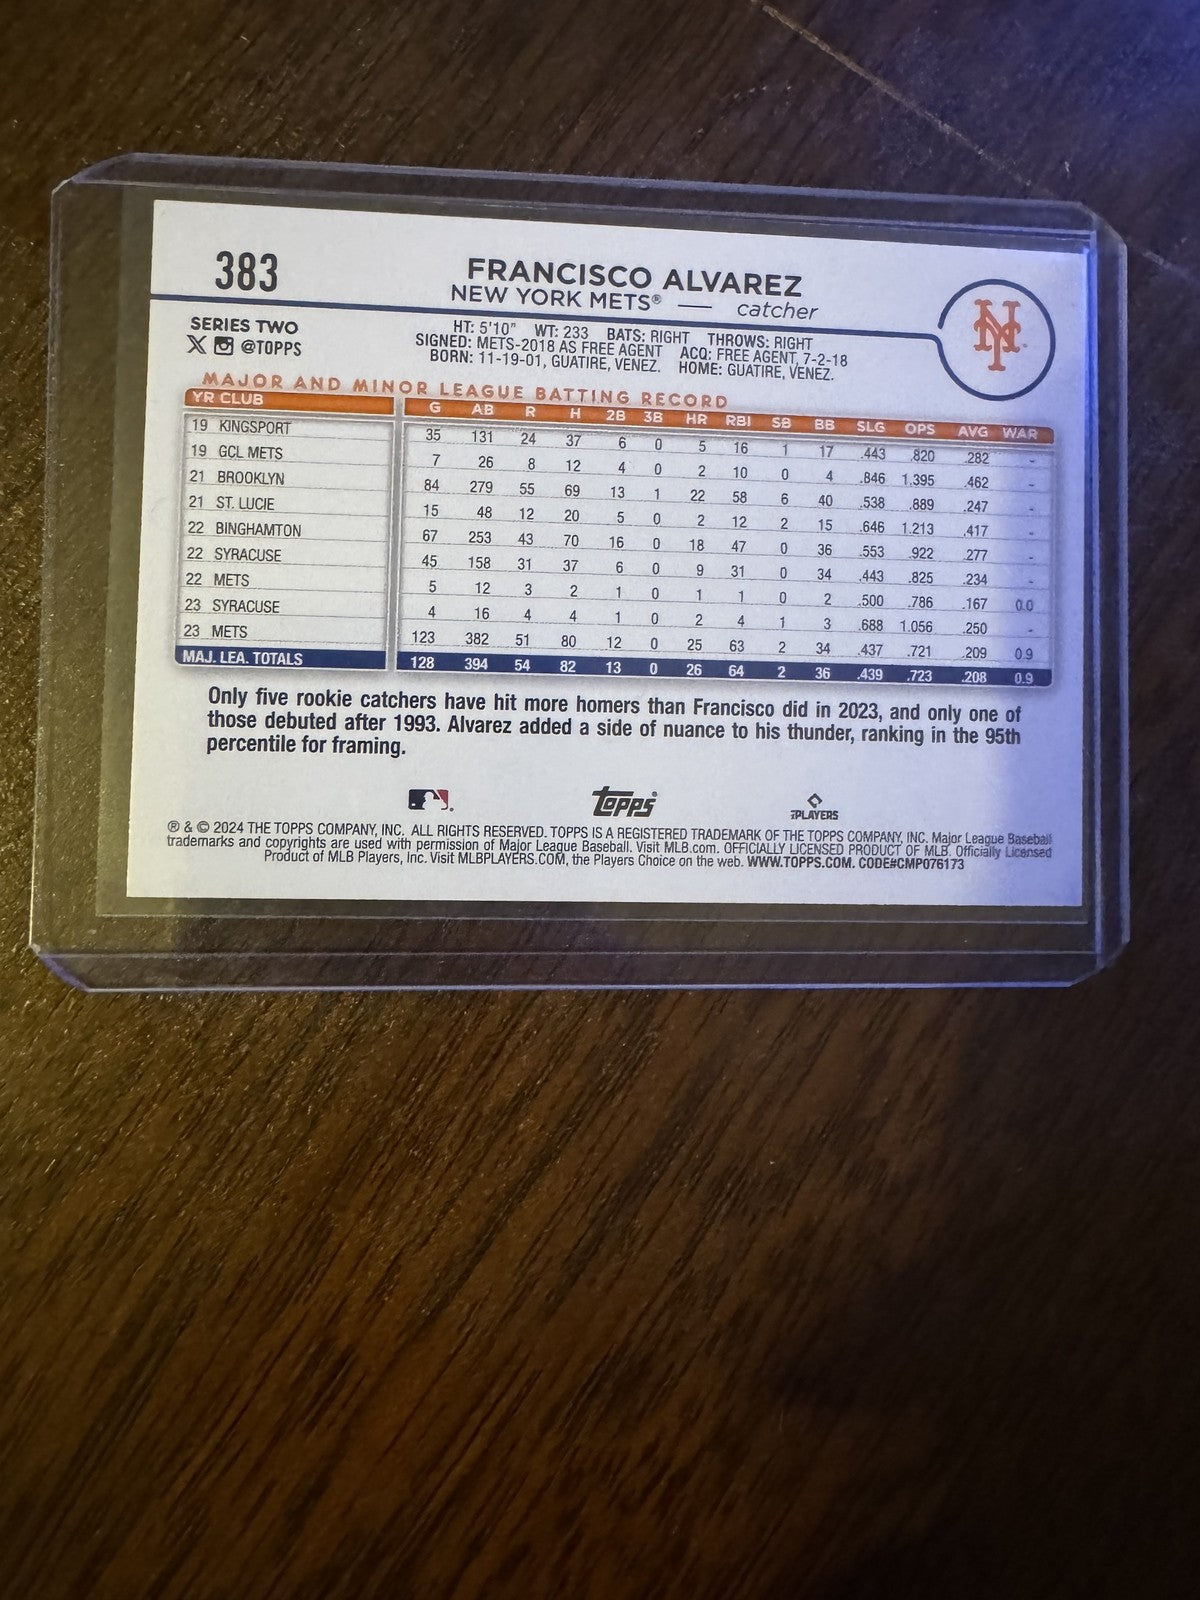 383
FRANCISCO ALVAREZ
NEW YORK METS® — catcher
SERIES TWO
X @TOPPS
HT: 5'10" WT: 233 BATS: RIGHT THROWS: RIGHT
SIGNED: METS-2018 AS FREE AGENT ACQ: FREE AGENT, 7-2-18
BORN: 11-19-01, GUATIRE, VENEZ. HOME: GUATIRE, VENEZ.
NY
MAJOR AND MINOR LEAGUE BATTING RECORD
YR CLUB G AB R H 2B 3B HR RBI SB BB SLG OPS AVG WAR
19 KINGSPORT 35 131 24 37 6 0 5 16 1 17 .443 .820 .282 -
19 GCL METS 7 26 8 12 4 0 2 10 0 4 .846 1.395 .462 -
21 BROOKLYN 84 279 55 69 13 1 22 58 6 40 .538 .889 .247 -
21 ST. LUCIE 15 48 12 20 5 0 2 12 2 15 .646 1.213 .417 -
22 BINGHAMTON 67 253 43 70 16 0 18 47 0 36 .553 .922 .277 -
22 SYRACUSE 45 158 31 37 6 0 9 31 0 34 .443 .825 .234 -
22 METS 5 12 3 2 1 0 1 1 0 2 .500 .786 .167 0.0
23 SYRACUSE 4 16 4 4 1 0 2 4 1 3 .688 1.056 .250 -
23 METS 123 382 51 80 12 0 25 63 2 34 .437 .721 .209 0.9
MAJ. LEA. TOTALS 128 394 54 82 13 0 26 64 2 36 .439 .723 .208 0.9
Only five rookie catchers have hit more homers than Francisco did in 2023, and only one of
those debuted after 1993. Alvarez added a side of nuance to his thunder, ranking in the 95th
percentile for framing.
topps
PLAYERS
® & © 2024 THE TOPPS COMPANY, INC. ALL RIGHTS RESERVED. TOPPS IS A REGISTERED TRADEMARK OF THE TOPPS COMPANY, INC. Major League Baseball
trademarks and copyrights are used with permission of Major League Baseball. Visit MLB.com. OFFICIALLY LICENSED PRODUCT OF MLB. Officially Licensed
Product of MLB Players, Inc. Visit MLBPLAYERS.COM, the Players Choice on the web. WWW.TOPPS.COM. CODE#CMP076173